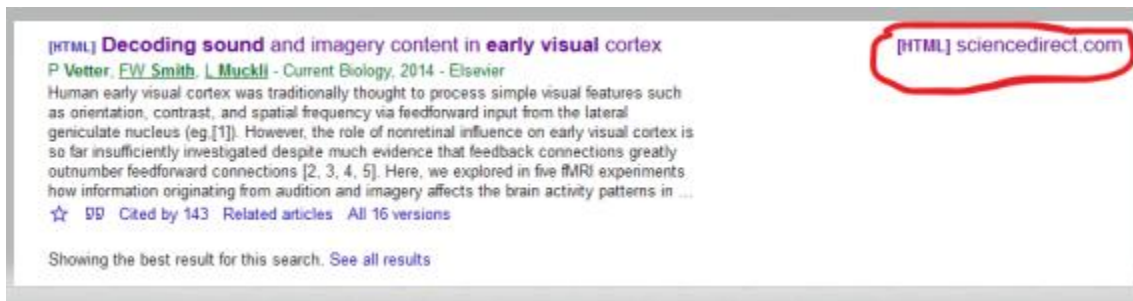 [HTML] Decoding sound and imagery content in early visual cortex
[HTML] sciencedirect.com
P Vetter, FW Smith, L Muckli - Current Biology, 2014 - Elsevier
Human early visual cortex was traditionally thought to process simple visual features such
as orientation, contrast, and spatial frequency via feedforward input from the lateral
geniculate nucleus (eg,[1]). However, the role of nonretinal influence on early visual cortex is
so far insufficiently investigated despite much evidence that feedback connections greatly
outnumber feedforward connections [2, 3, 4, 5]. Here, we explored in five fMRI experiments
how information originating from audition and imagery affects the brain activity patterns in ...
Cited by 143 Related articles All 16 versions
Showing the best result for this search. See all results